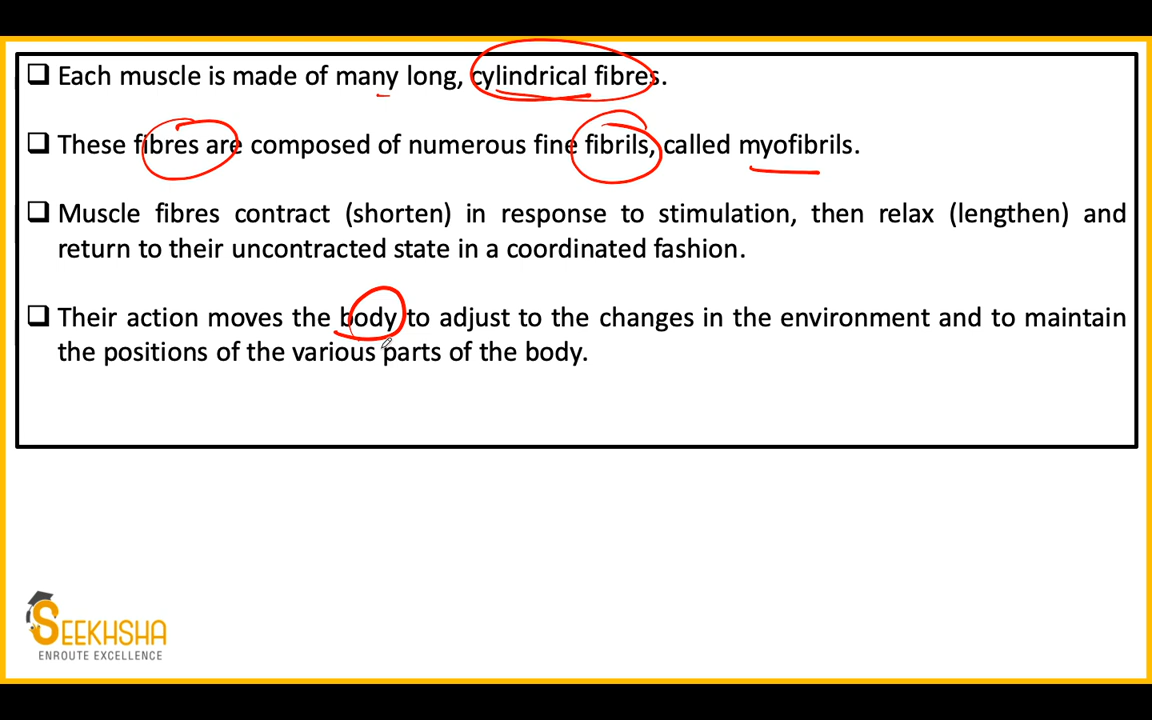 Each muscle is made of many long, cylindrical fibres.
These fibres are composed of numerous fine fibrils, called myofibrils.
Muscle fibres contract (shorten) in response to stimulation, then relax (lengthen) and
return to their uncontracted state in a coordinated fashion.
Their action moves the body to adjust to the changes in the environment and to maintain
the positions of the various parts of the body.
SEEKHSHA
ENROUTE EXCELLENCE